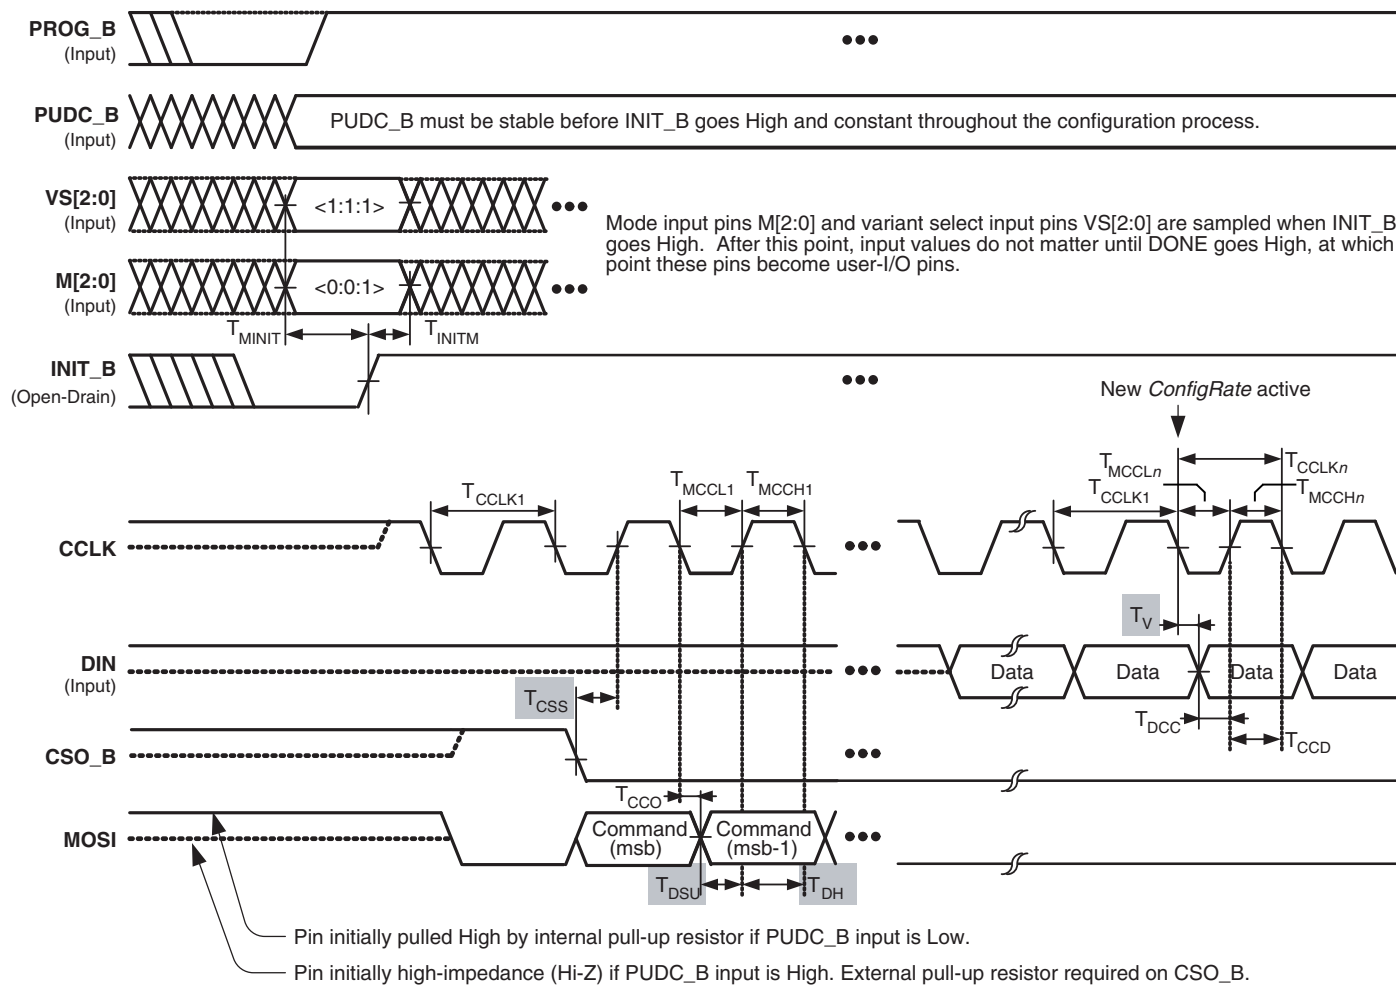 PROG_B
(Input)
PUDC_B
(Input)
PUDC_B must be stable before INIT_B goes High and constant throughout the configuration process.
VS[2:0]
(Input)
<1:1:1>
Mode input pins M[2:0] and variant select input pins VS[2:0] are sampled when INIT_B
goes High. After this point, input values do not matter until DONE goes High, at which
point these pins become user-I/O pins.
M[2:0]
(Input)
<0:0:1>
TMINIT
TINITM
INIT_B
(Open-Drain)
New ConfigRate active
TCCLK1
TMCCL1
TMCCH1
TMCCLn
TCCLK1
TCCLKn
TMCCHn
CCLK
TV
DIN
(Input)
Data
Data
Data
Data
TCSS
TDCC
TCCD
CSO_B
TCCO
MOSI
Command
(msb)
Command
(msb-1)
TDSU
TDH
Pin initially pulled High by internal pull-up resistor if PUDC_B input is Low.
Pin initially high-impedance (Hi-Z) if PUDC_B input is High. External pull-up resistor required on CSO_B.